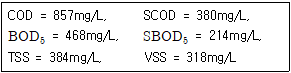 COD = 857mg/L, SCOD = 380mg/L,
BOD₅ = 468mg/L, SBOD₅ = 214mg/L,
TSS = 384mg/L, VSS = 318mg/L